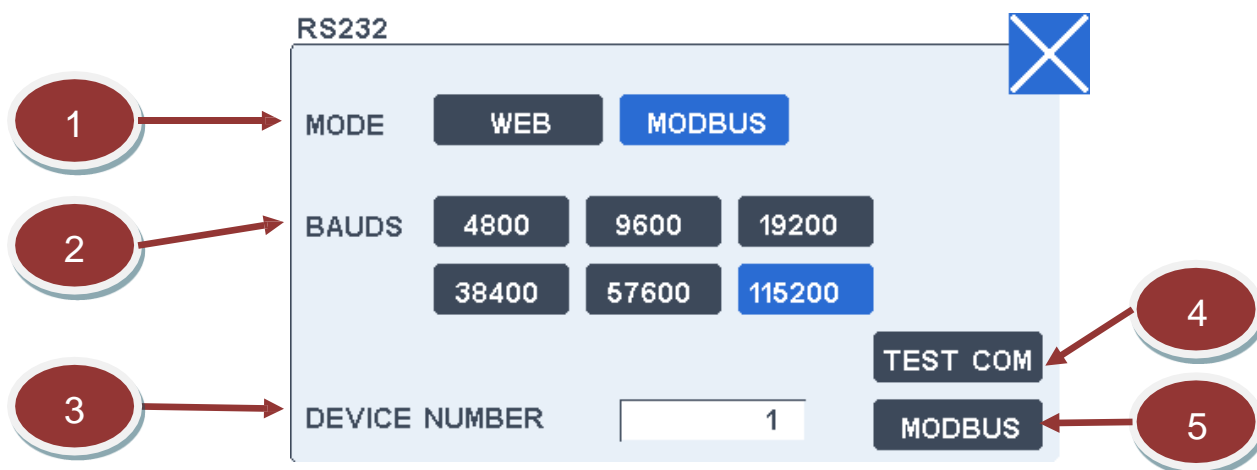 RS232
1
MODE WEB MODBUS
2
BAUDS 4800 9600 19200
38400 57600 115200
4
TEST COM
3
DEVICE NUMBER 1
MODBUS
5